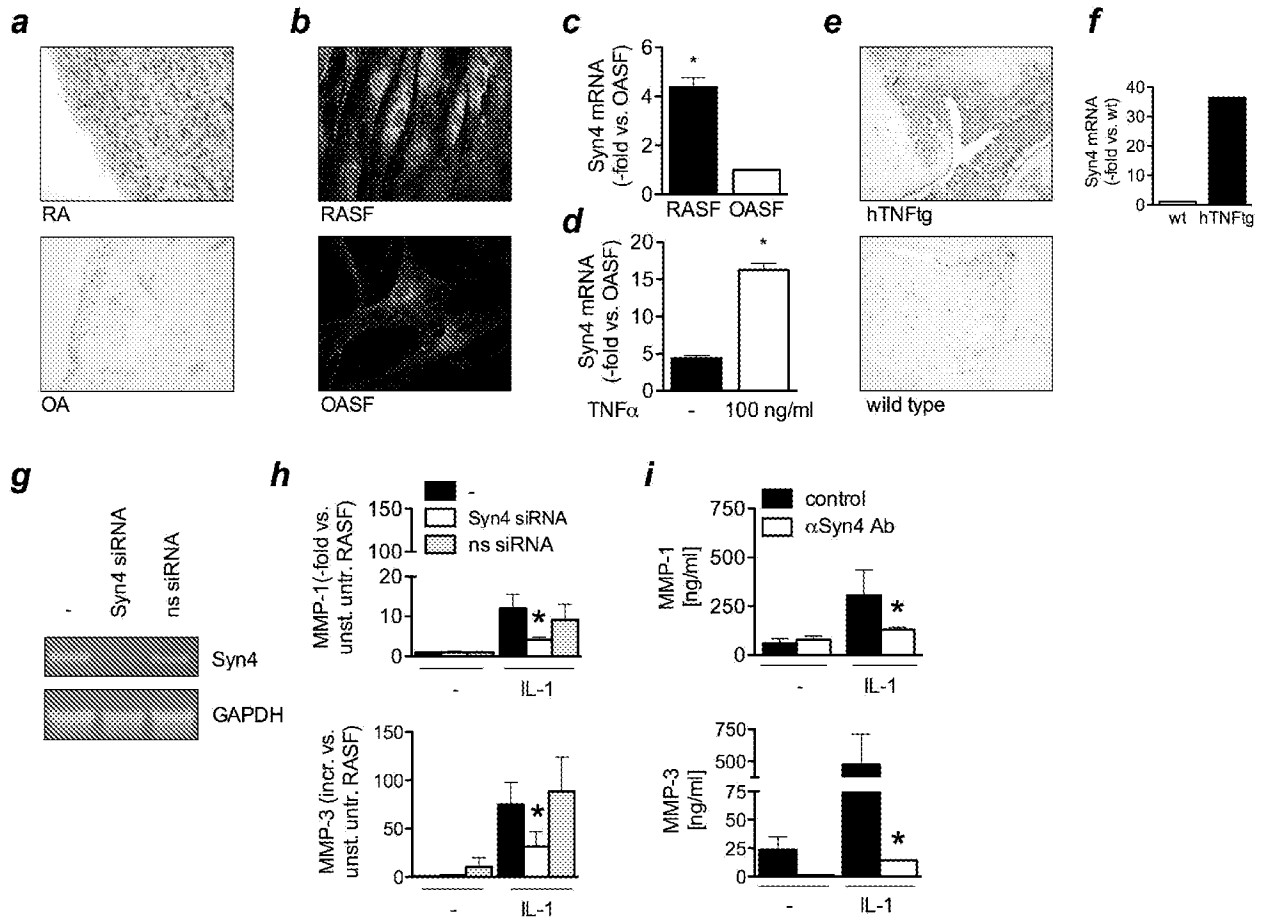 a
RA
OA
b
RASF
OASF
c
Syn4 mRNA
(-fold vs. OASF)
6
4
2
0
*
RASF OASF
d
Syn4 mRNA
(-fold vs. OASF)
20
15
10
5
0
*
TNFα - 100 ng/ml
e
hTNFtg
wild type
f
Syn4 mRNA
(-fold vs. wt)
40
30
20
10
0
wt hTNFtg
g
-
Syn4 siRNA
ns siRNA
Syn4
GAPDH
h
-
Syn4 siRNA
ns siRNA
MMP-1 (-fold vs.
unst. untr. RASF)
150
100
20
10
0
*
- IL-1
MMP-3 (incr. vs.
unst. untr. RASF)
150
100
50
0
*
- IL-1
i
control
αSyn4 Ab
MMP-1
[ng/ml]
750
500
250
0
*
- IL-1
MMP-3
[ng/ml]
750
500
250
75
50
25
0
*
- IL-1